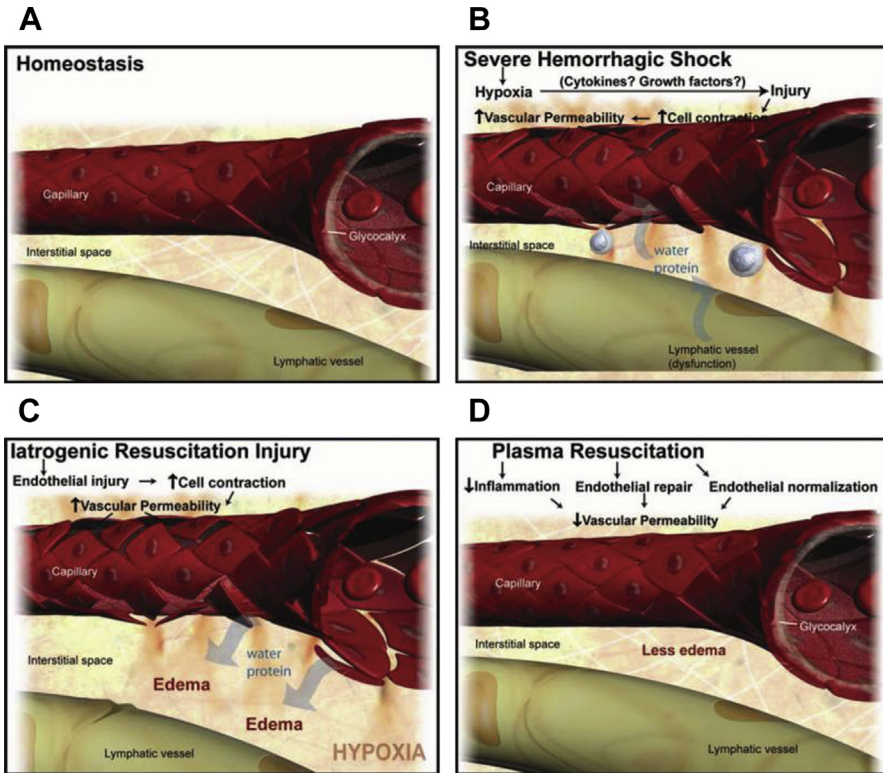 A
Homeostasis
Capillary
Glycocalyx
Interstitial space
Lymphatic vessel
B
Severe Hemorrhagic Shock
(Cytokines? Growth factors?)
Hypoxia
Injury
↑Vascular Permeability ← ↑Cell contraction
Capillary
Interstitial space
water
protein
Lymphatic vessel
(dysfunction)
C
Iatrogenic Resuscitation Injury
Endothelial injury → ↑Cell contraction
↑Vascular Permeability
Capillary
Interstitial space
water
protein
Edema
Edema
HYPOXIA
Lymphatic vessel
D
Plasma Resuscitation
↓Inflammation Endothelial repair Endothelial normalization
↓Vascular Permeability
Capillary
Glycocalyx
Interstitial space
Less edema
Lymphatic vessel